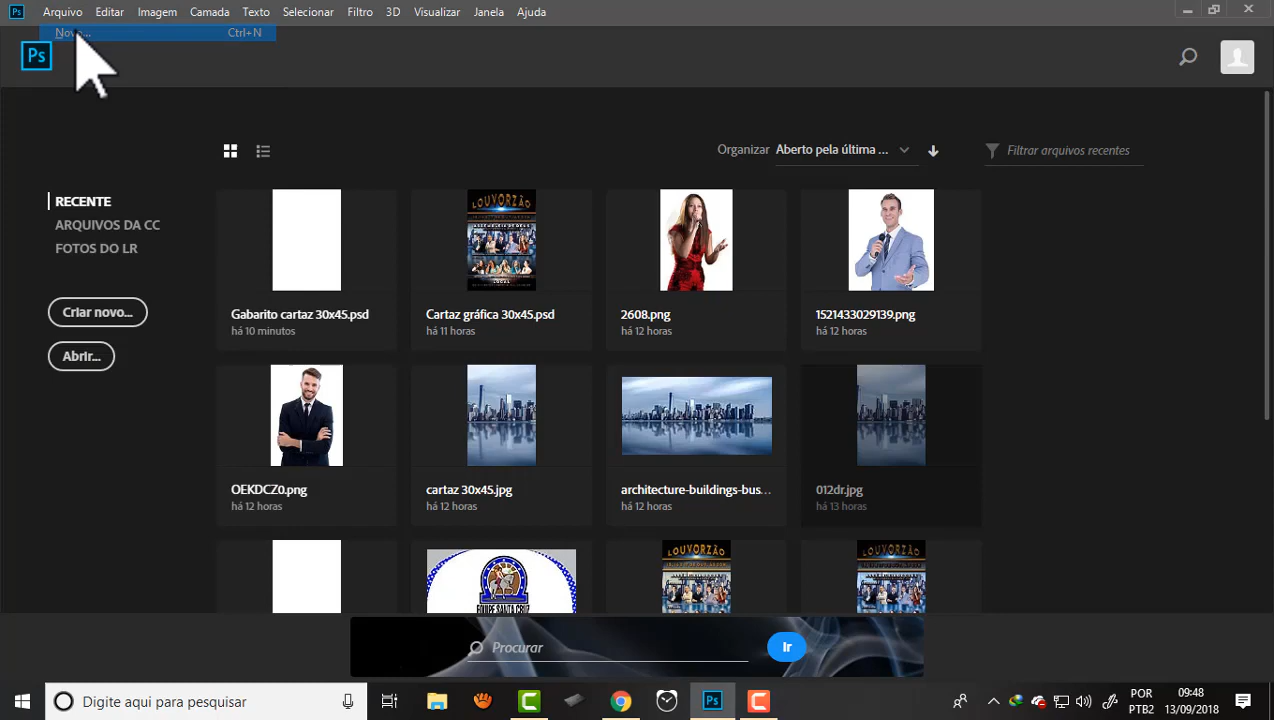 Ps Arquivo Editar Imagem Camada Texto Selecionar Filtro 3D Visualizar Janela Ajuda
Novo... Ctrl+N
Ps
Organizar Aberto pela última ... Filtrar arquivos recentes
RECENTE
ARQUIVOS DA CC
FOTOS DO LR
Criar novo...
Abrir...
LOUVORZÃO
Gabarito cartaz 30x45.psd
há 10 minutos
Cartaz gráfica 30x45.psd
há 11 horas
2608.png
há 12 horas
1521433029139.png
há 12 horas
OEKDCZ0.png
há 12 horas
cartaz 30x45.jpg
há 12 horas
architecture-buildings-bus...
há 12 horas
012dr.jpg
há 13 horas
EQUIPE SANTA CRUZ
LOUVORZÃO
LOUVORZÃO
Procurar
Ir
Digite aqui para pesquisar
Ps
POR
PTB2
09:48
13/09/2018